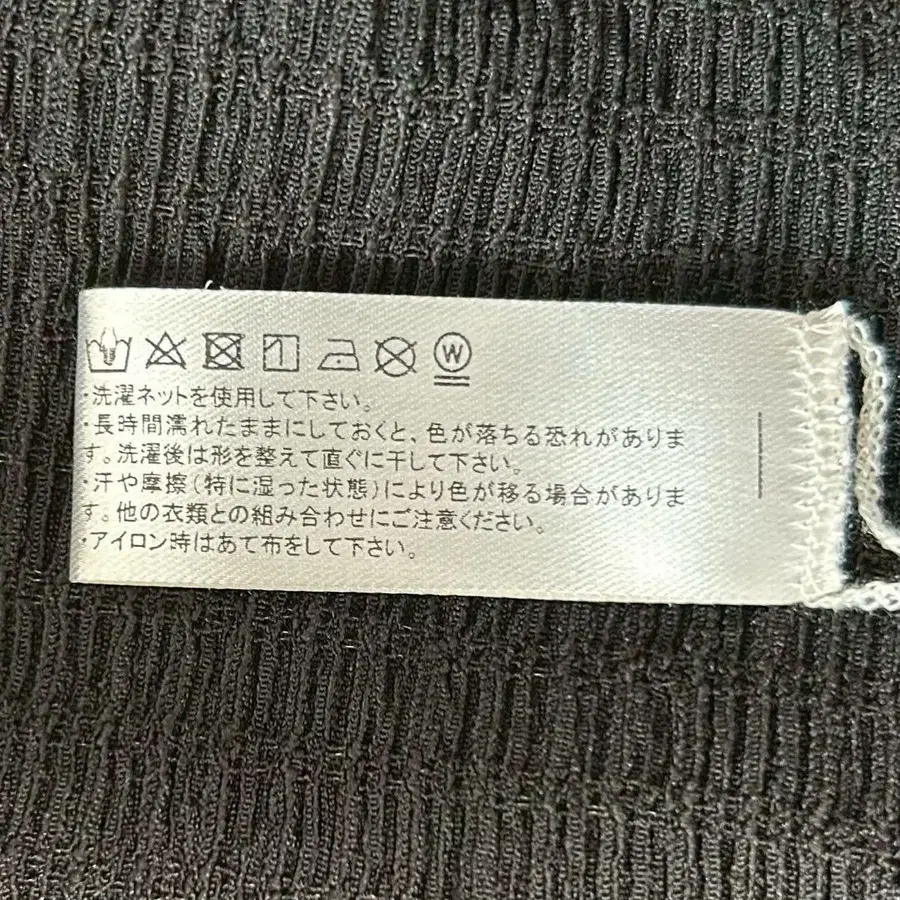 W
・洗濯ネットを使用して下さい。
・長時間濡れたままにしておくと、色が落ちる恐れがありま
す。洗濯後は形を整えて直ぐに干して下さい。
・汗や摩擦(特に湿った状態)により色が移る場合がありま
す。他の衣類との組み合わせにご注意ください。
・アイロン時はあて布をして下さい。